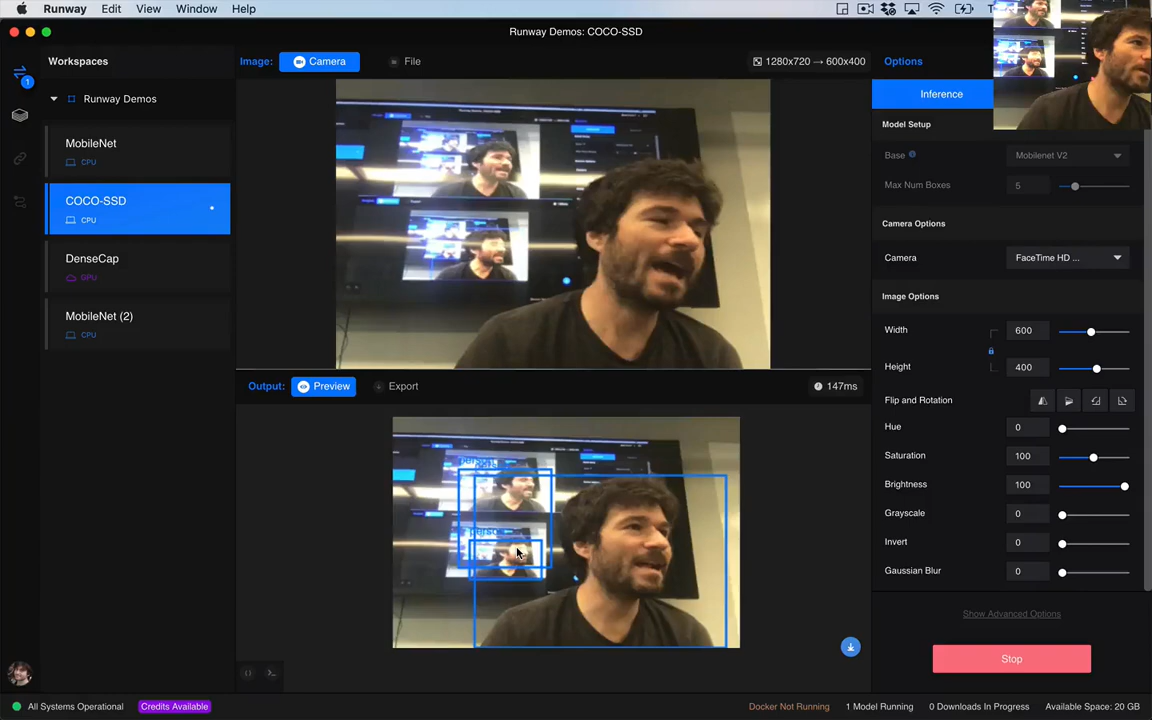 Runway Edit View Window Help
Runway Demos: COCO-SSD
Workspaces
Image: Camera File
1280x720 → 600x400
Options
1
Runway Demos
Inference
MobileNet
CPU
Model Setup
Base
Mobilenet V2
Max Num Boxes
5
COCO-SSD
CPU
Camera Options
DenseCap
GPU
Camera
FaceTime HD ...
Image Options
MobileNet (2)
CPU
Width
600
Height
400
Output: Preview Export
147ms
Flip and Rotation
Hue
0
Saturation
100
Brightness
100
Grayscale
0
Invert
0
Gaussian Blur
0
person
person
Show Advanced Options
Stop
All Systems Operational
Credits Available
Docker Not Running
1 Model Running
0 Downloads In Progress
Available Space: 20 GB